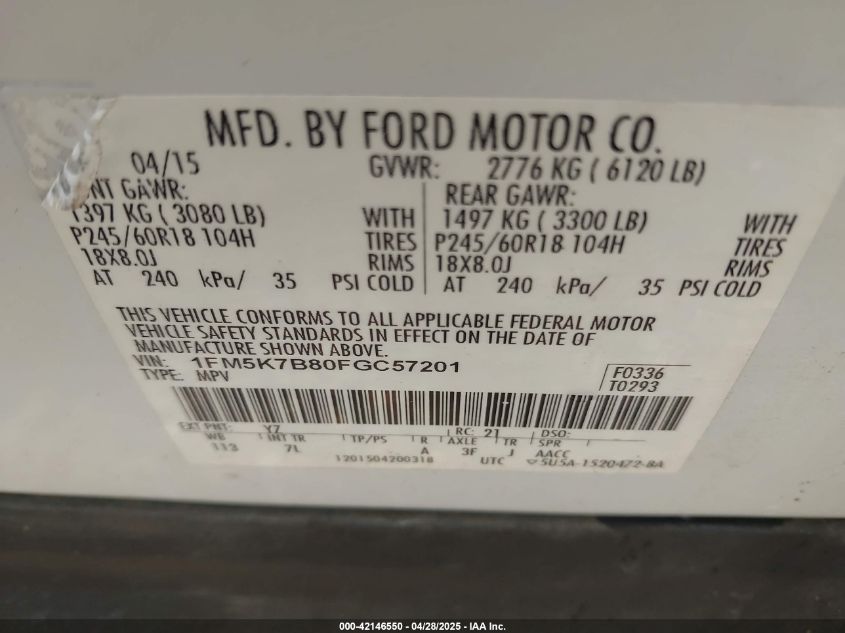 MFD. BY FORD MOTOR CO.
04/15 GVWR: 2776 KG ( 6120 LB)
NT GAWR: REAR GAWR:
1397 KG ( 3080 LB) WITH 1497 KG ( 3300 LB) WITH
P245/60R18 104H TIRES P245/60R18 104H TIRES
18X8.0J RIMS 18X8.0J RIMS
AT 240 kPa/ 35 PSI COLD AT 240 kPa/ 35 PSI COLD
THIS VEHICLE CONFORMS TO ALL APPLICABLE FEDERAL MOTOR
VEHICLE SAFETY STANDARDS IN EFFECT ON THE DATE OF
MANUFACTURE SHOWN ABOVE.
VIN: 1FM5K7B80FGC57201 F0336
TYPE: MPV T0293
EXT PNT: YZ RC: 21 DSO:
WB INT TR TP/PS R AXLE TR SPR
113 7L A 3F J AACC
1201504200318 UTC 5U5A-1520472-BA
000-42146550 - 04/28/2025 - IAA Inc.